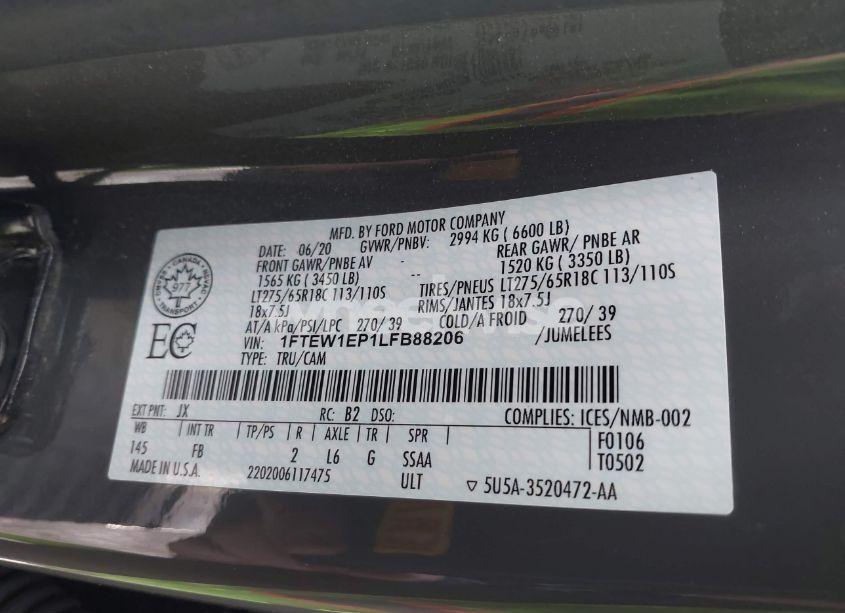 MFD. BY FORD MOTOR COMPANY
DATE: 06/20 GVWR/PNBV: 2994 KG ( 6600 LB)
FRONT GAWR/PNBE AV REAR GAWR/ PNBE AR
1565 KG ( 3450 LB) 1520 KG ( 3350 LB)
LT275/65R18C 113/110S TIRES/PNEUS LT275/65R18C 113/110S
18x7.5J RIMS/JANTES 18x7.5J
AT/A kPa/PSI/LPC 270/ 39 COLD/A FROID 270/ 39
VIN: 1FTEW1EP1LFB88206 /JUMELEES
TYPE: TRU/CAM
CANADA
TRANSPORT
977
EC
EXT PNT: JX RC: B2 DSO: COMPLIES: ICES/NMB-002
WB INT TR TP/PS R AXLE TR SPR F0106
145 FB 2 L6 G SSAA T0502
MADE IN U.S.A. 2202006117475 ULT ▽ 5U5A-3520472-AA